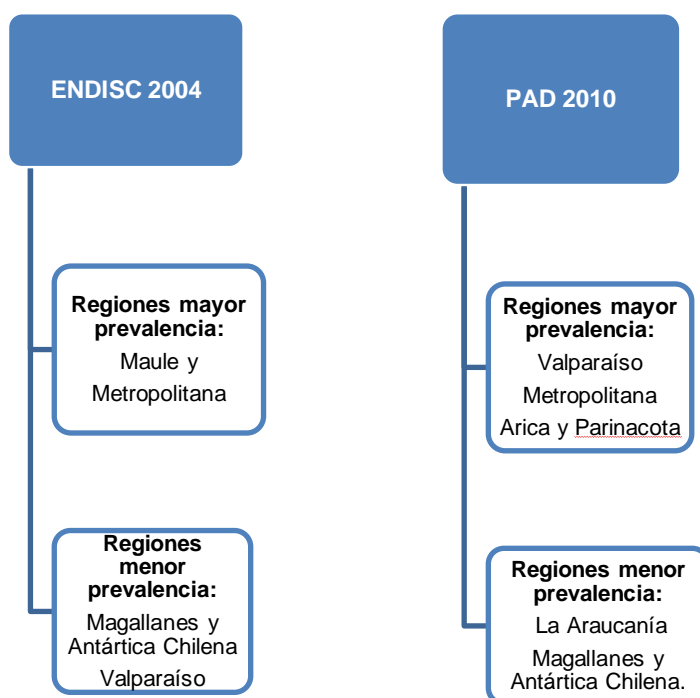 ENDISC 2004
Regiones mayor
prevalencia:
Maule y
Metropolitana
Regiones
menor
prevalencia:
Magallanes y
Antártica Chilena
Valparaíso
PAD 2010
Regiones mayor
prevalencia:
Valparaíso
Metropolitana
Arica y Parinacota
Regiones menor
prevalencia:
La Araucanía
Magallanes y
Antártica Chilena.